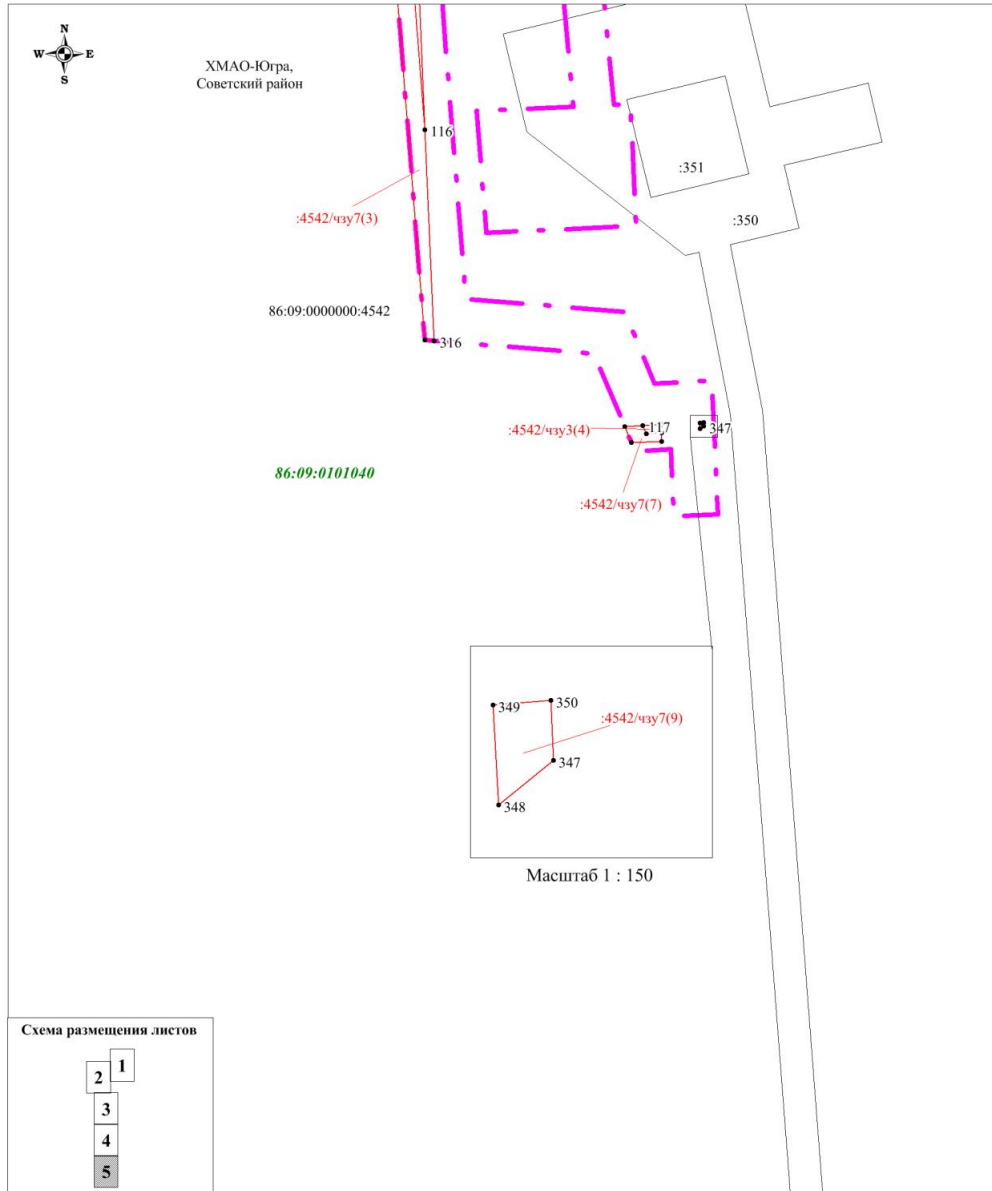 N
W E
S
ХМАО-Югра,
Советский район
116
:351
:4542/чзу7(3)
:350
86:09:0000000:4542
316
:4542/чзу3(4)
117
347
86:09:0101040
:4542/чзу7(7)
349
350
:4542/чзу7(9)
347
348
Масштаб 1 : 150
Схема размещения листов
1
2
3
4
5